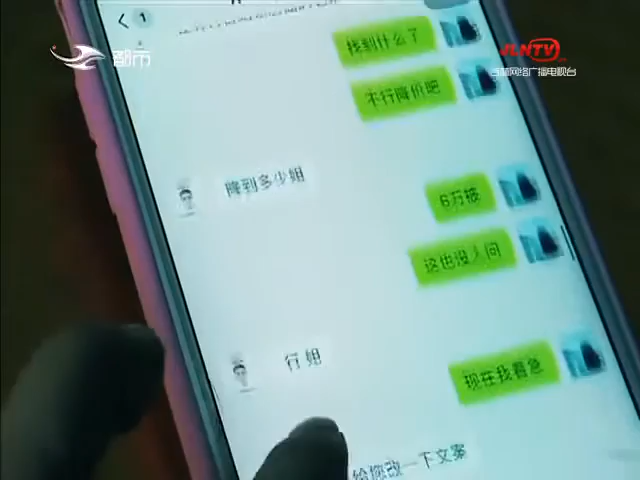 1
都市
JLNTV
吉林网络广播电视台
找到什么了
不行降价吧
降到多少姐
6万被
这也没人问
行 姐
现在我着急
给您改一下文案